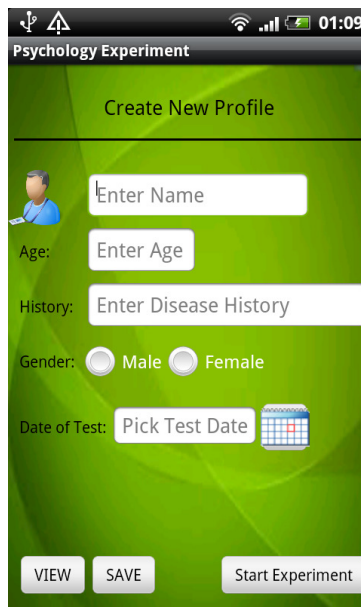 01:09
Psychology Experiment
Create New Profile
Enter Name
Age: Enter Age
History: Enter Disease History
Gender: Male Female
Date of Test: Pick Test Date
VIEW SAVE Start Experiment